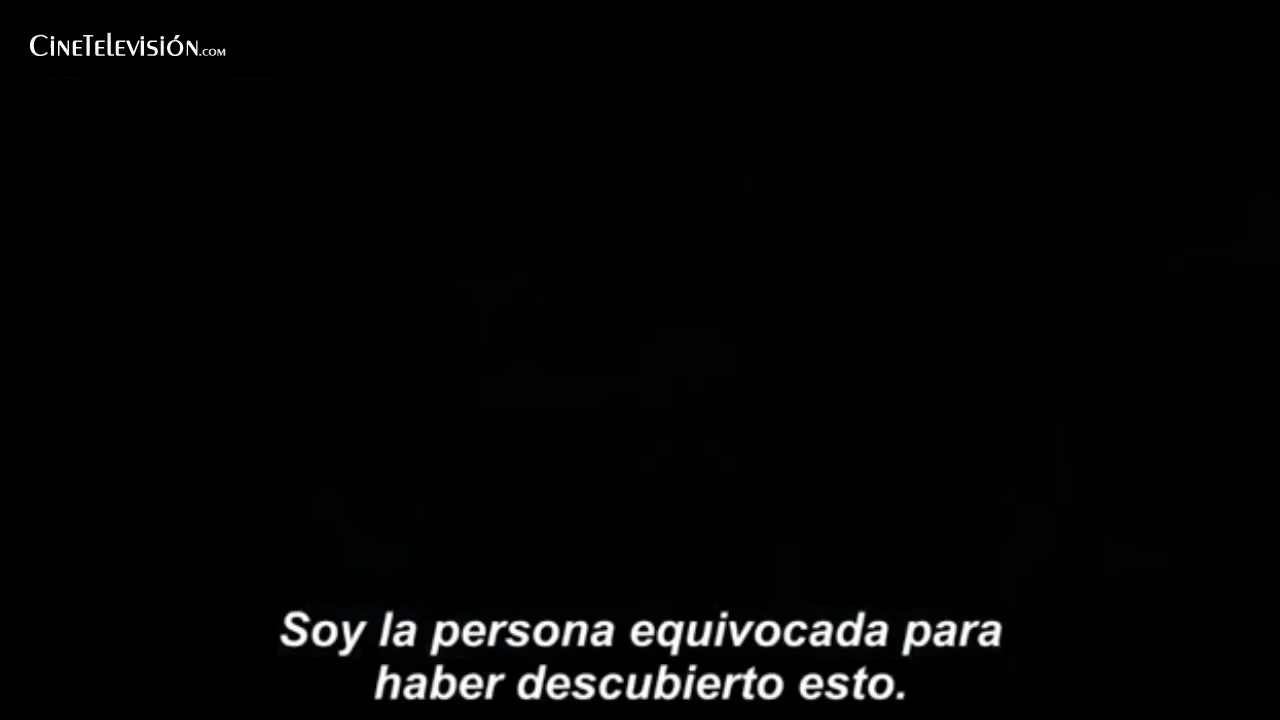 CineTelevisión.com
Soy la persona equivocada para
haber descubierto esto.